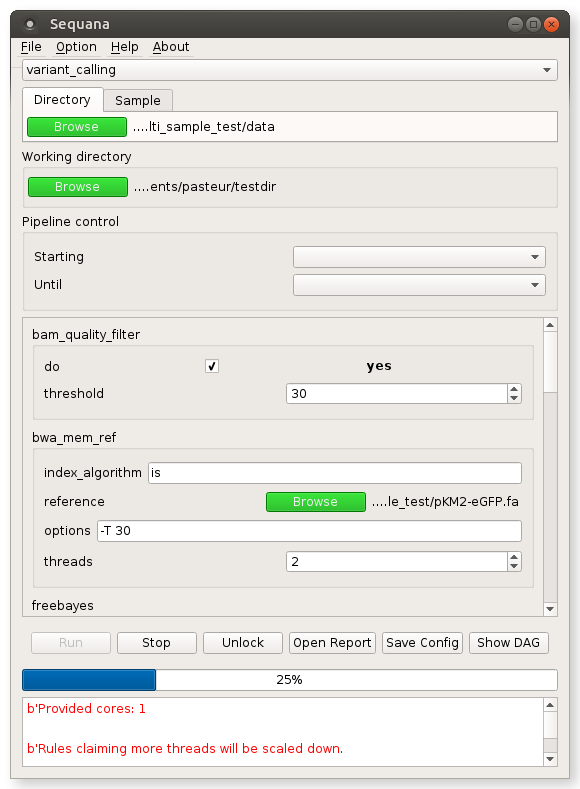 Sequana
File Option Help About
variant_calling
Directory Sample
Browse ....lti_sample_test/data
Working directory
Browse ....ents/pasteur/testdir
Pipeline control
Starting
Until
bam_quality_filter
do yes
threshold 30
bwa_mem_ref
index_algorithm is
reference Browse ....le_test/pKM2-eGFP.fa
options -T 30
threads 2
freebayes
Run Stop Unlock Open Report Save Config Show DAG
25%
b'Provided cores: 1
b'Rules claiming more threads will be scaled down.